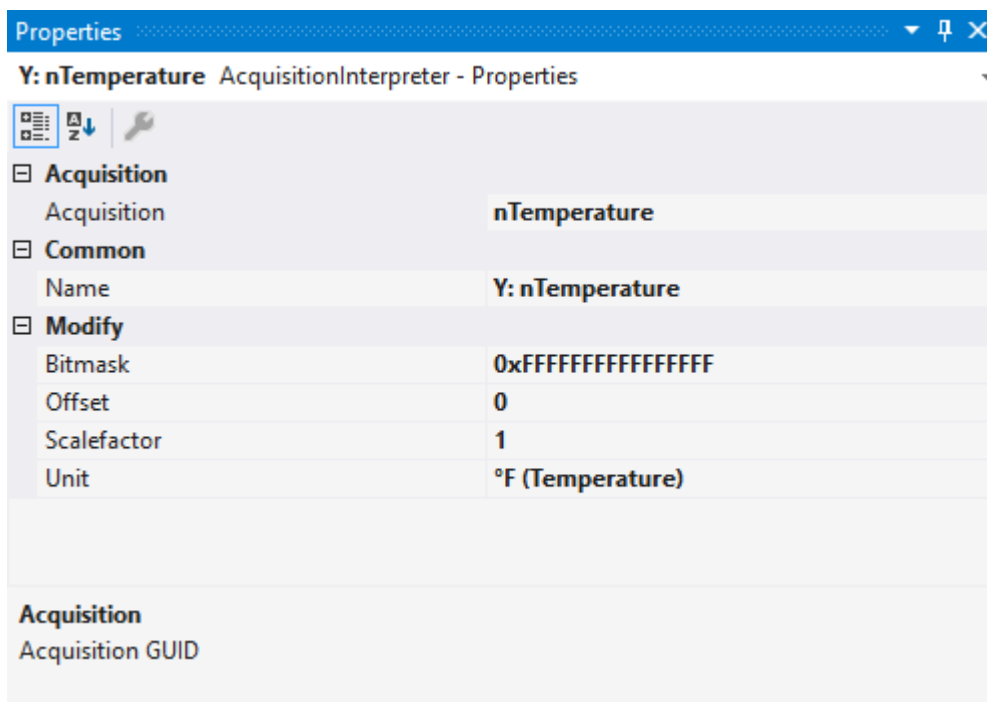 Properties
Y: nTemperature AcquisitionInterpreter - Properties
Acquisition
Acquisition nTemperature
Common
Name Y: nTemperature
Modify
Bitmask 0xFFFFFFFFFFFFFFFF
Offset 0
Scalefactor 1
Unit °F (Temperature)
Acquisition
Acquisition GUID